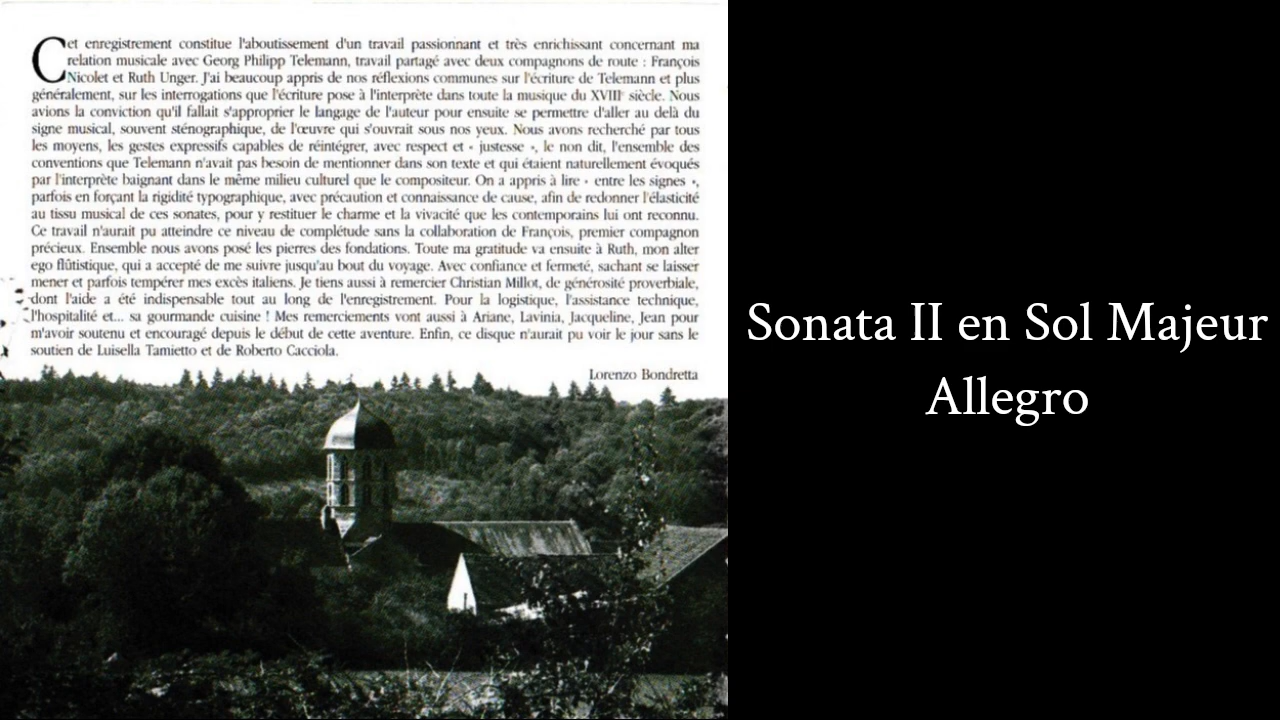 Cet enregistrement constitue l'aboutissement d'un travail passionnant et très enrichissant concernant ma
relation musicale avec Georg Philipp Telemann, travail partagé avec deux compagnons de route : François
Nicolet et Ruth Unger. J'ai beaucoup appris de nos réflexions communes sur l'écriture de Telemann et plus
généralement, sur les interrogations que l'écriture pose à l'interprète dans toute la musique du XVIIIe siècle. Nous
avions la conviction qu'il fallait s'approprier le langage de l'auteur pour ensuite se permettre d'aller au delà du
signe musical, souvent sténographique, de l'œuvre qui s'ouvrait sous nos yeux. Nous avons recherché par tous
les moyens, les gestes expressifs capables de réintégrer, avec respect et « justesse », le non dit, l'ensemble des
conventions que Telemann n'avait pas besoin de mentionner dans son texte et qui étaient naturellement évoqués
par l'interprète baignant dans le même milieu culturel que le compositeur. On a appris à lire « entre les signes »,
parfois en forçant la rigidité typographique, avec précaution et connaissance de cause, afin de redonner l'élasticité
au tissu musical de ces sonates, pour y restituer le charme et la vivacité que les contemporains lui ont reconnu.
Ce travail n'aurait pu atteindre ce niveau de complétude sans la collaboration de François, premier compagnon
précieux. Ensemble nous avons posé les pierres des fondations. Toute ma gratitude va ensuite à Ruth, mon alter
ego flûtistique, qui a accepté de me suivre jusqu'au bout du voyage. Avec confiance et fermeté, sachant se laisser
mener et parfois tempérer mes excès italiens. Je tiens aussi à remercier Christian Millot, de générosité proverbiale,
dont l'aide a été indispensable tout au long de l'enregistrement. Pour la logistique, l'assistance technique,
l'hospitalité et... sa gourmande cuisine ! Mes remerciements vont aussi à Ariane, Lavinia, Jacqueline, Jean pour
m'avoir soutenu et encouragé depuis le début de cette aventure. Enfin, ce disque n'aurait pu voir le jour sans le
soutien de Luisella Tamietto et de Roberto Cacciola.
Lorenzo Bondretta
Sonata II en Sol Majeur
Allegro